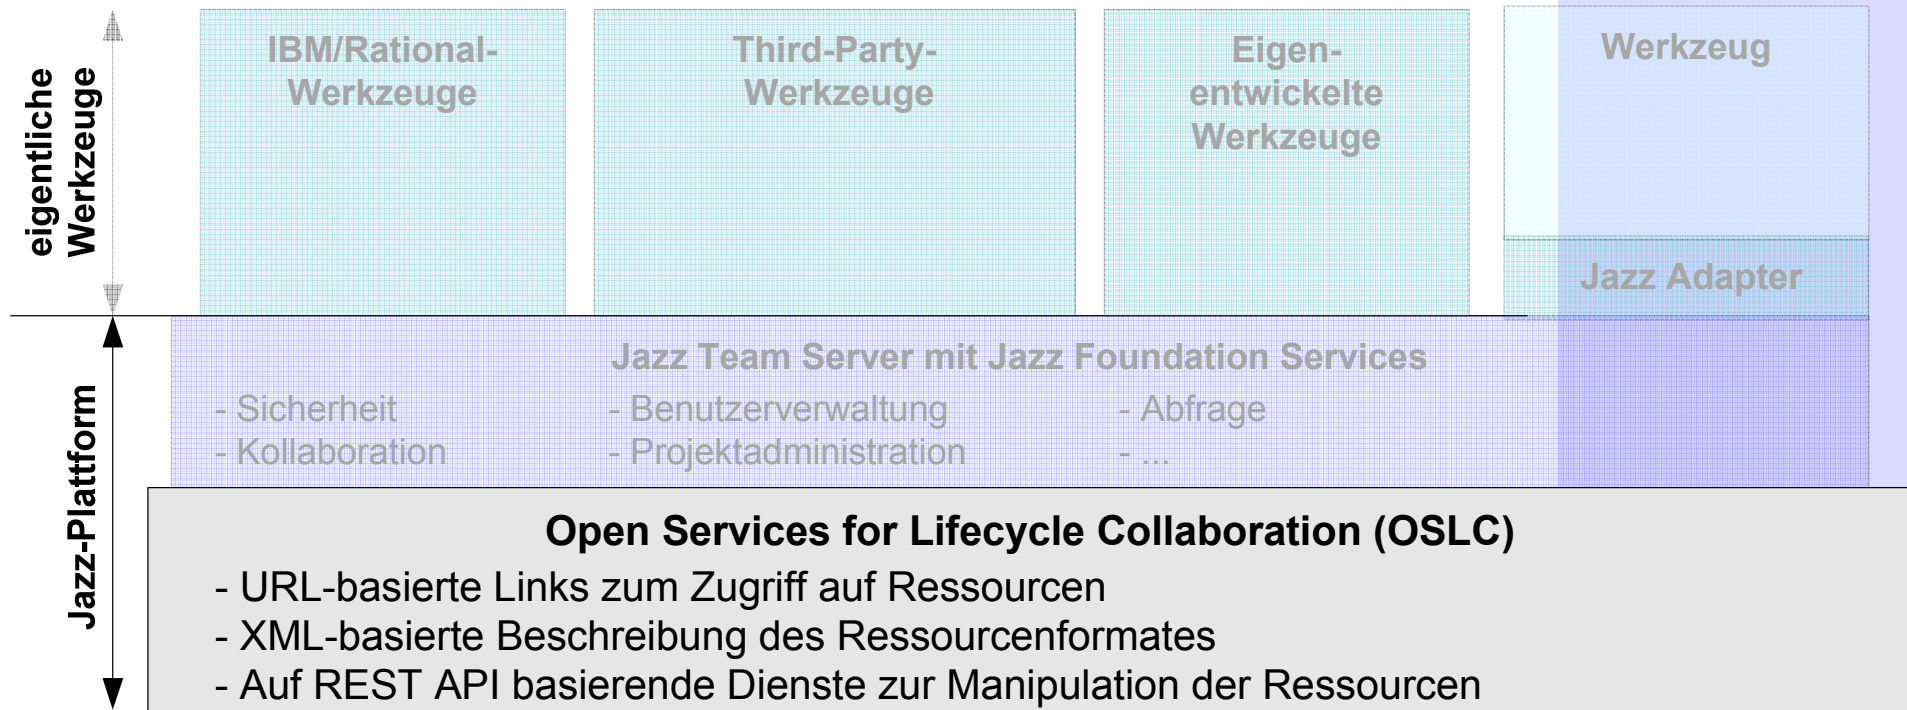 eigentliche
Werkzeuge
IBM/Rational-
Werkzeuge
Third-Party-
Werkzeuge
Eigen-
entwickelte
Werkzeuge
Werkzeug
Jazz Adapter
Jazz-Plattform
Jazz Team Server mit Jazz Foundation Services
- Sicherheit
- Kollaboration
- Benutzerverwaltung
- Projektadministration
- Abfrage
- ...
Open Services for Lifecycle Collaboration (OSLC)
- URL-basierte Links zum Zugriff auf Ressourcen
- XML-basierte Beschreibung des Ressourcenformates
- Auf REST API basierende Dienste zur Manipulation der Ressourcen